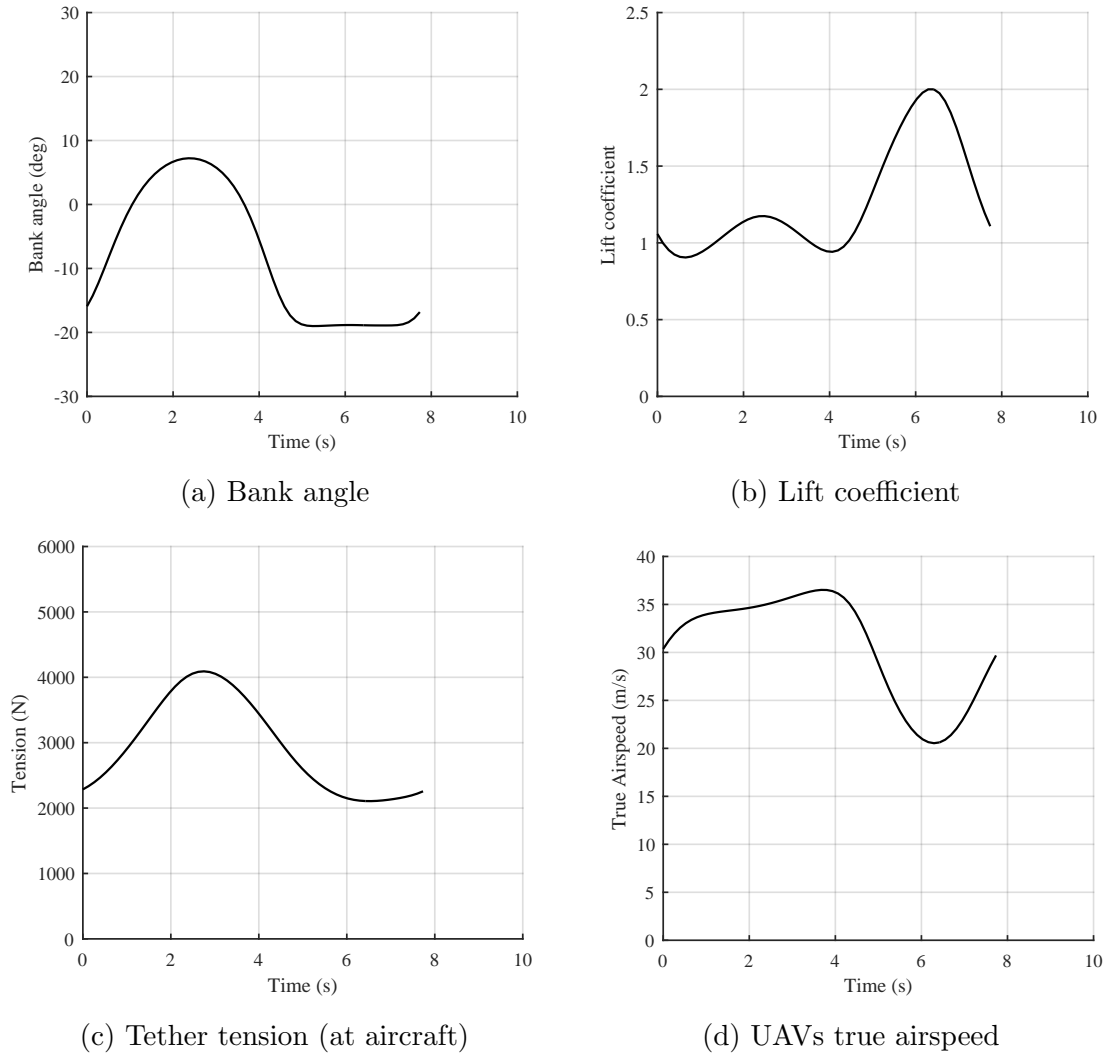 30
20
10
0
-10
-20
-30
Bank angle (deg)
0 2 4 6 8 10
Time (s)
(a) Bank angle
2.5
2
1.5
1
0.5
0
Lift coefficient
0 2 4 6 8 10
Time (s)
(b) Lift coefficient
6000
5000
4000
3000
2000
1000
0
Tension (N)
0 2 4 6 8 10
Time (s)
(c) Tether tension (at aircraft)
40
35
30
25
20
15
10
5
0
True Airspeed (m/s)
0 2 4 6 8 10
Time (s)
(d) UAVs true airspeed